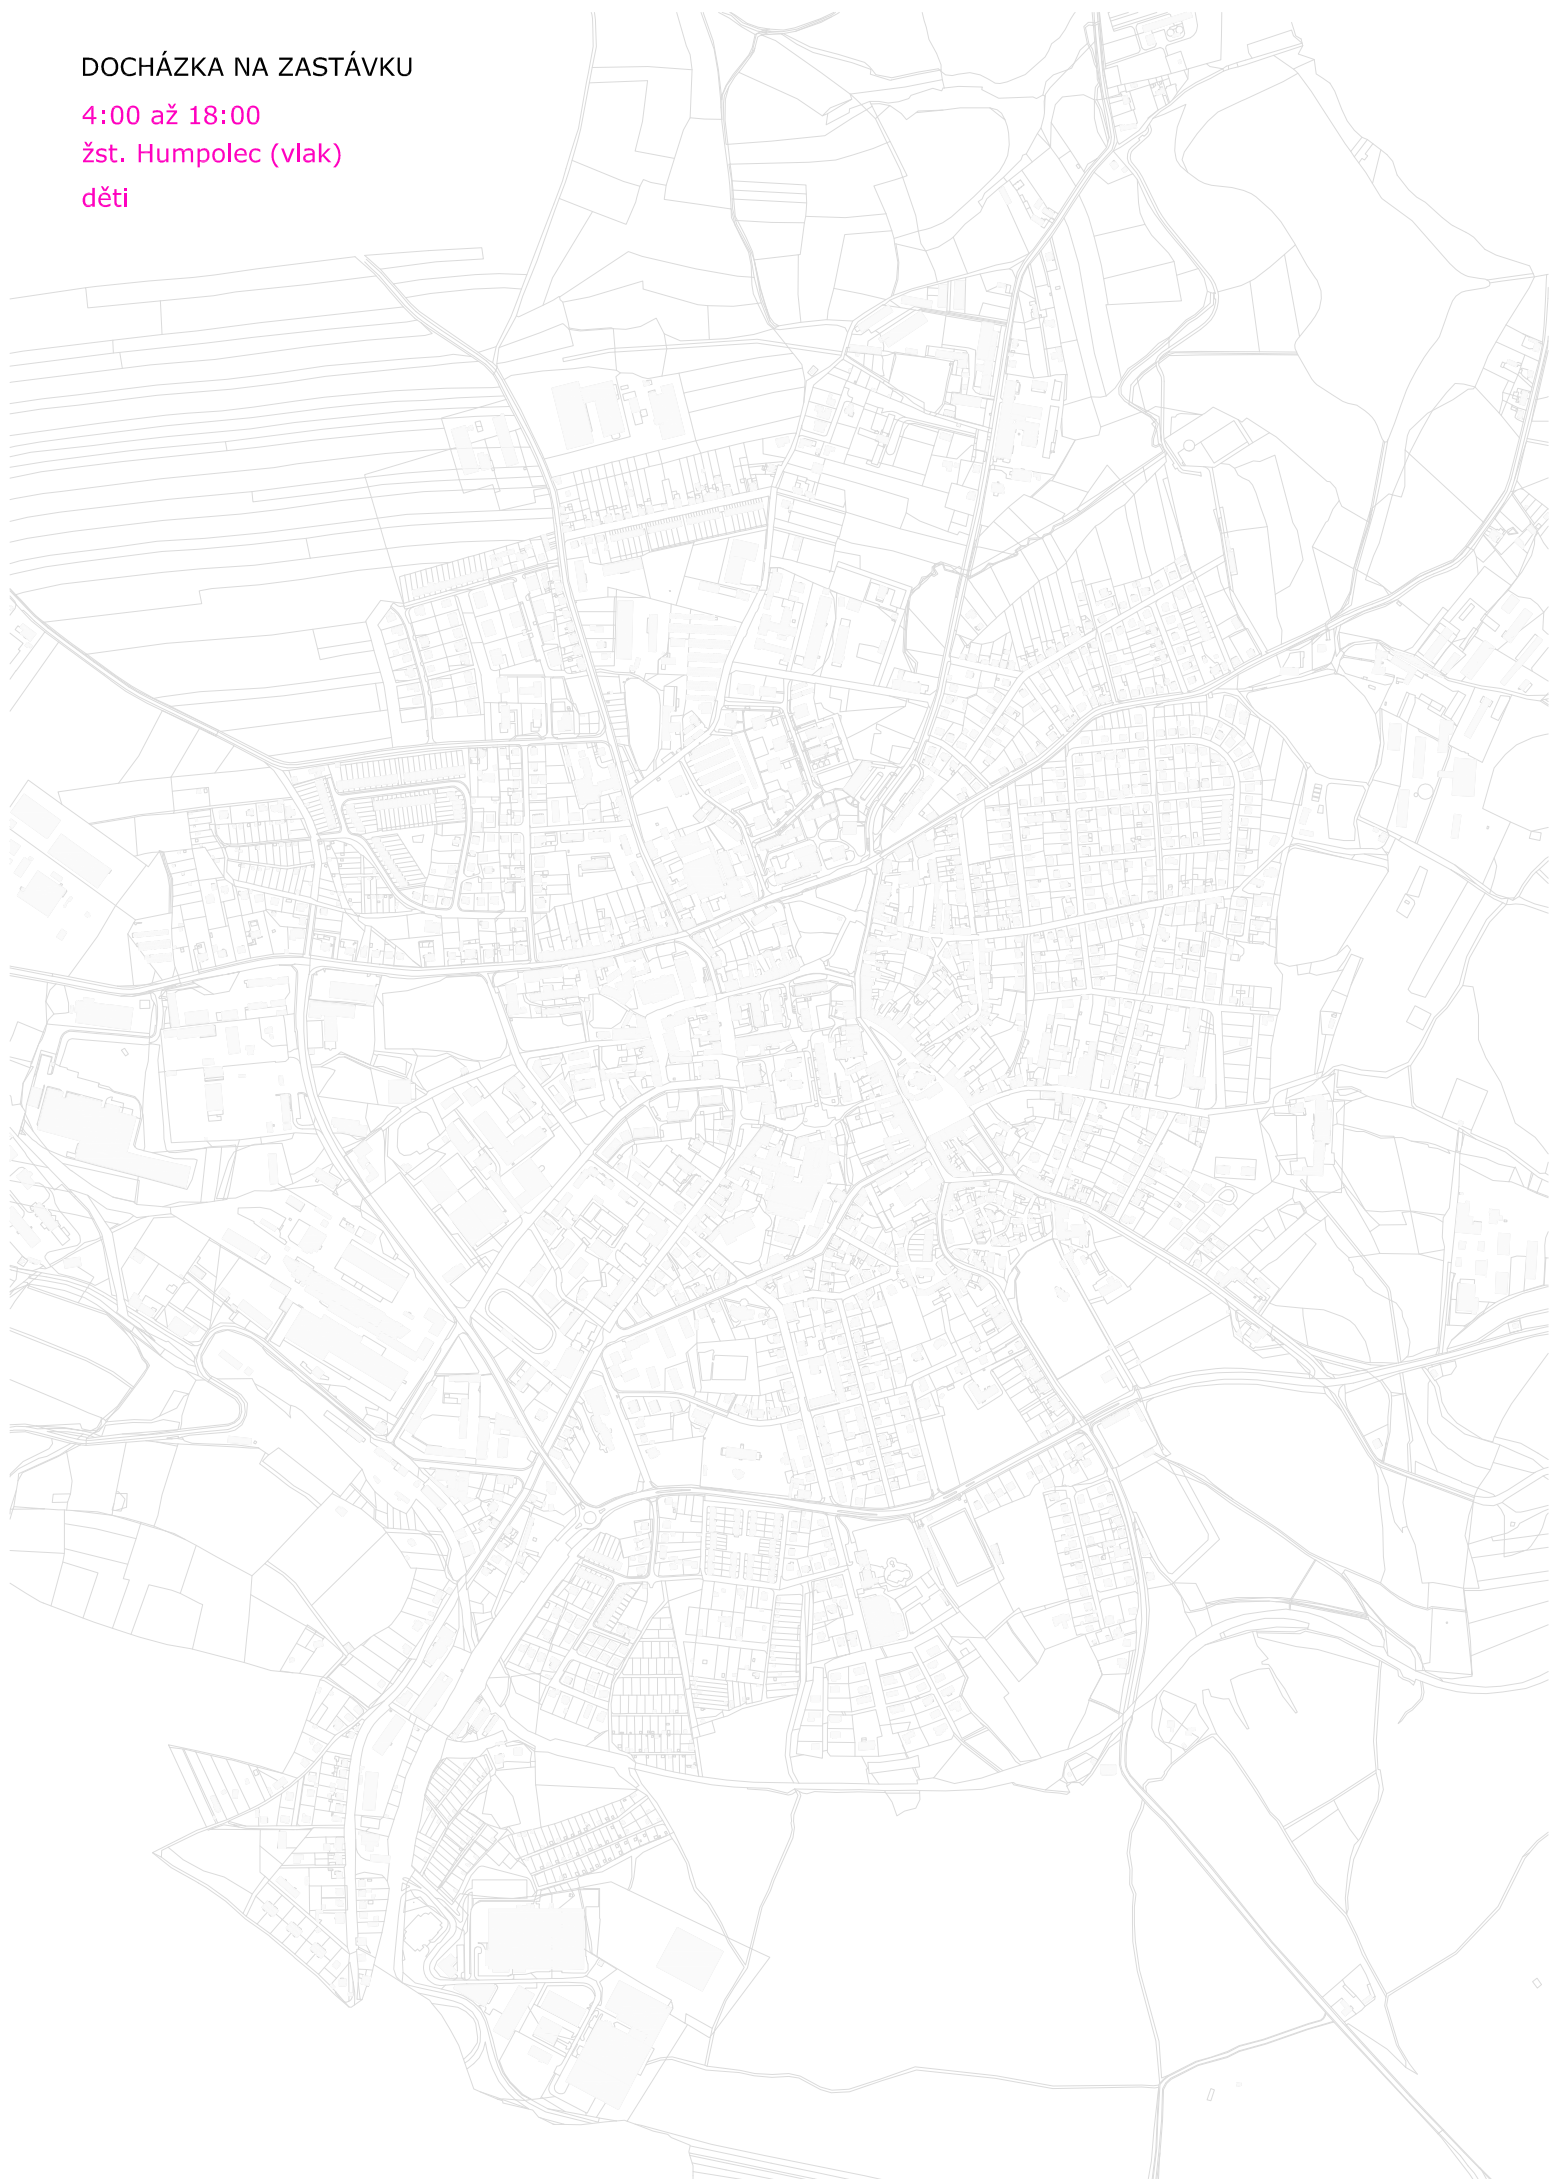 DOCHÁZKA NA ZASTÁVKU
4:00 až 18:00
žst. Humpolec (vlak)
děti